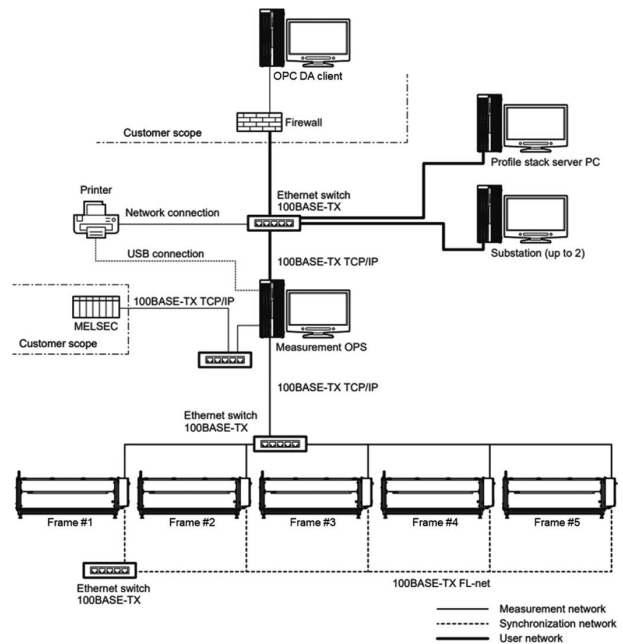 OPC DA client
Firewall
Customer scope
Profile stack server PC
Printer
Ethernet switch
100BASE-TX
Network connection
USB connection
100BASE-TX TCP/IP
Substation (up to 2)
100BASE-TX TCP/IP
MELSEC
Customer scope
Measurement OPS
100BASE-TX TCP/IP
Ethernet switch
100BASE-TX
Frame #1
Frame #2
Frame #3
Frame #4
Frame #5
Ethernet switch
100BASE-TX
100BASE-TX FL-net
Measurement network
Synchronization network
User network